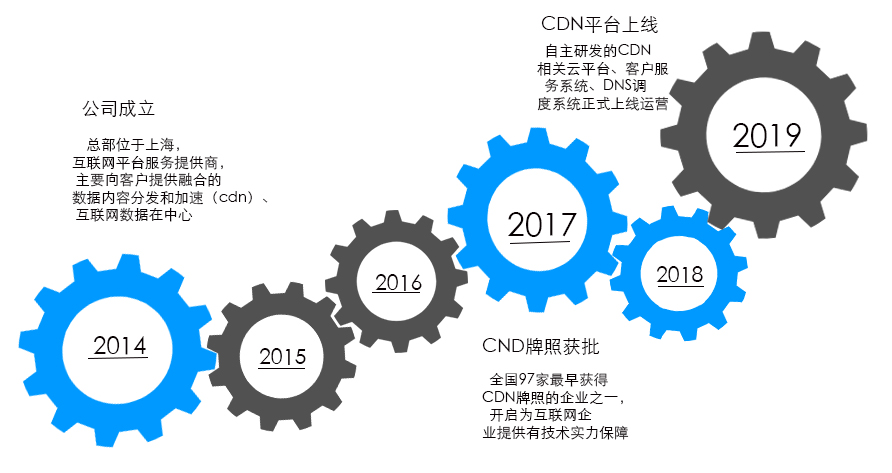 CDN平台上线
自主研发的CDN
相关云平台、客户服
务系统、DNS调
度系统正式上线运营
2019
公司成立
总部位于上海，
互联网平台服务提供商，
主要向客户提供融合的
数据内容分发和加速（cdn）、
互联网数据在中心
2017
2016
2018
2014
2015
CND牌照获批
全国97家最早获得
CDN牌照的企业之一，
开启为互联网企
业提供有技术实力保障